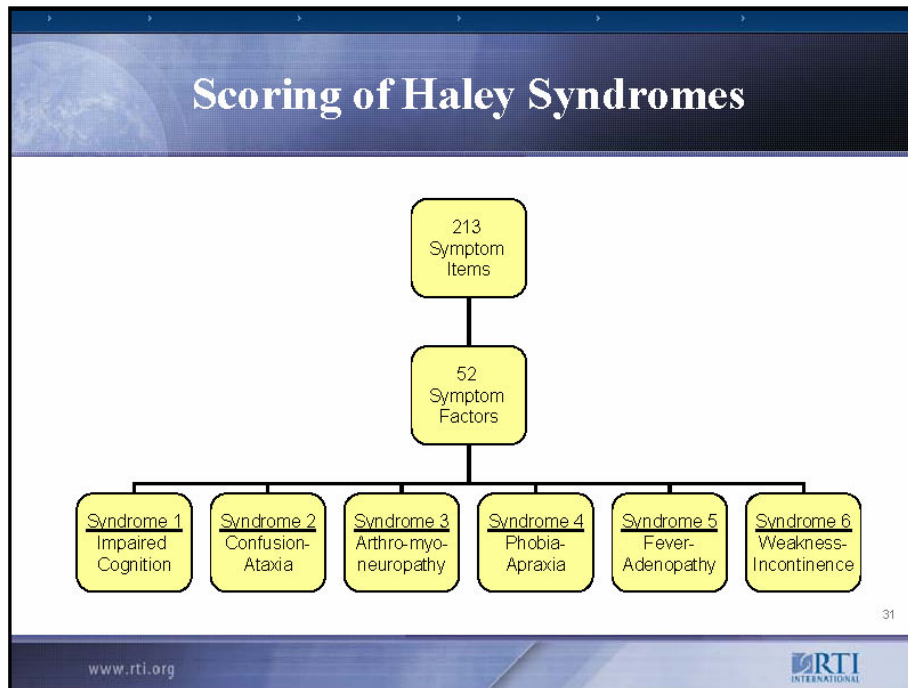 Scoring of Haley Syndromes
213
Symptom
Items
52
Symptom
Factors
Syndrome 1
Impaired
Cognition
Syndrome 2
Confusion-
Ataxia
Syndrome 3
Arthro-myo-
neuropathy
Syndrome 4
Phobia-
Apraxia
Syndrome 5
Fever-
Adenopathy
Syndrome 6
Weakness-
Incontinence
31
www.rti.org
RTI
INTERNATIONAL